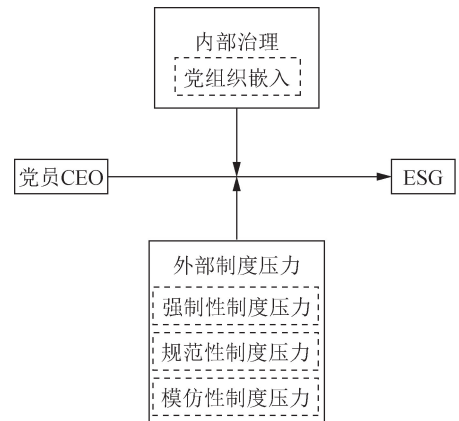 内部治理
党组织嵌入
党员CEO
ESG
外部制度压力
强制性制度压力
规范性制度压力
模仿性制度压力